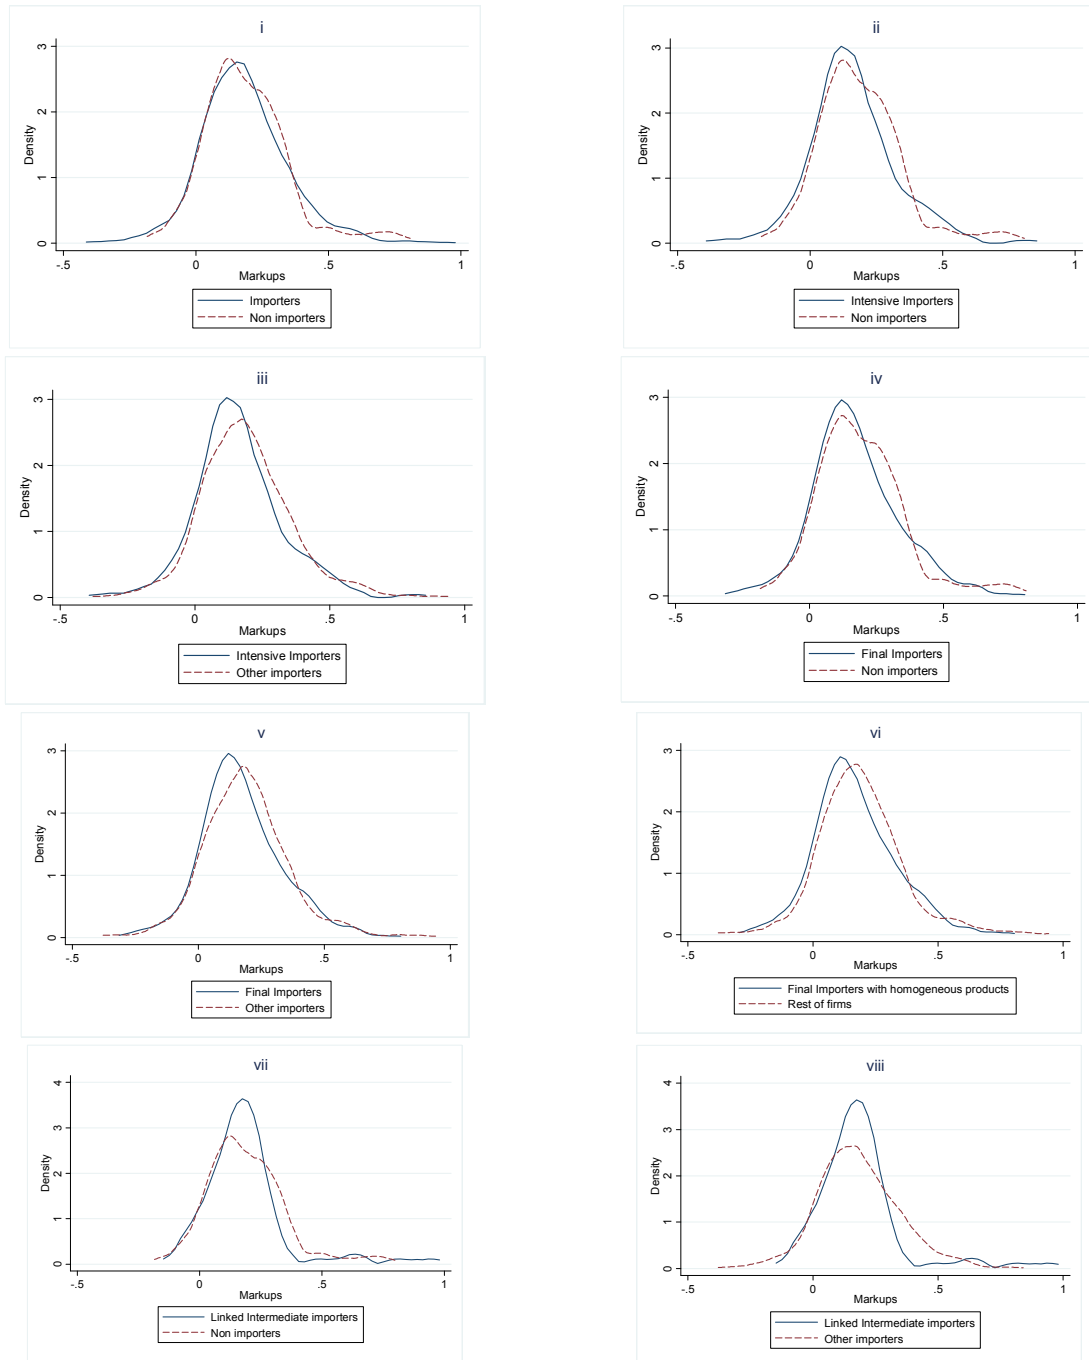 i
3
2
1
0
Density
-.5 0 .5 1
Markups
Importers
Non importers
ii
3
2
1
0
Density
-.5 0 .5 1
Markups
Intensive Importers
Non importers
iii
3
2
1
0
Density
-.5 0 .5 1
Markups
Intensive Importers
Other importers
iv
3
2
1
0
Density
-.5 0 .5 1
Markups
Final Importers
Non importers
v
3
2
1
0
Density
-.5 0 .5 1
Markups
Final Importers
Other importers
vi
3
2
1
0
Density
-.5 0 .5 1
Markups
Final Importers with homogeneous products
Rest of firms
vii
4
3
2
1
0
Density
-.5 0 .5 1
Markups
Linked Intermediate importers
Non importers
viii
4
3
2
1
0
Density
-.5 0 .5 1
Markups
Linked Intermediate importers
Other importers